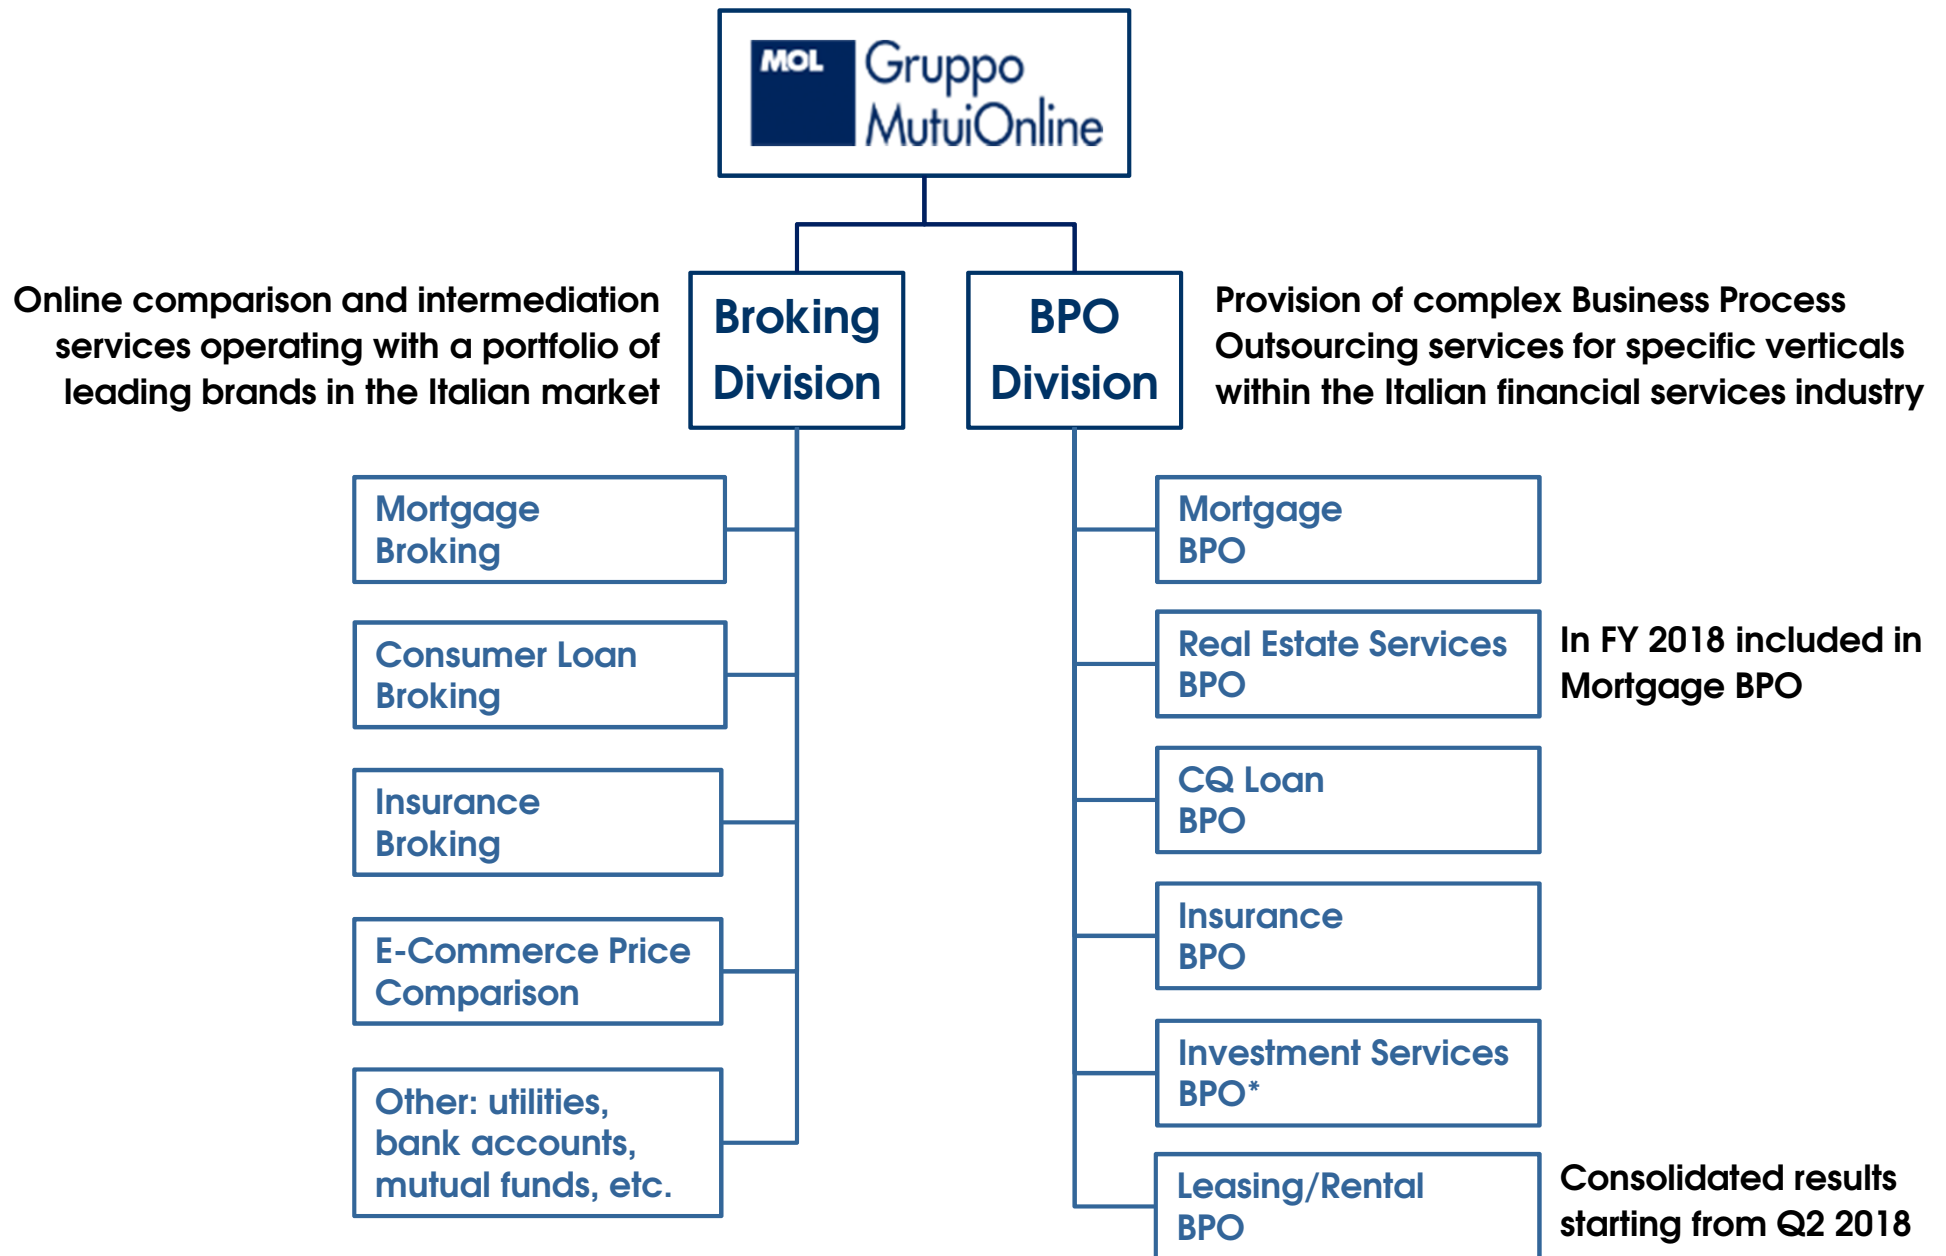 MOL
Gruppo
MutuiOnline
Online comparison and intermediation
services operating with a portfolio of
leading brands in the Italian market
Broking
Division
BPO
Division
Provision of complex Business Process
Outsourcing services for specific verticals
within the Italian financial services industry
Mortgage
Broking
Consumer Loan
Broking
Insurance
Broking
E-Commerce Price
Comparison
Other: utilities,
bank accounts,
mutual funds, etc.
Mortgage
BPO
Real Estate Services
BPO
In FY 2018 included in
Mortgage BPO
CQ Loan
BPO
Insurance
BPO
Investment Services
BPO*
Leasing/Rental
BPO
Consolidated results
starting from Q2 2018